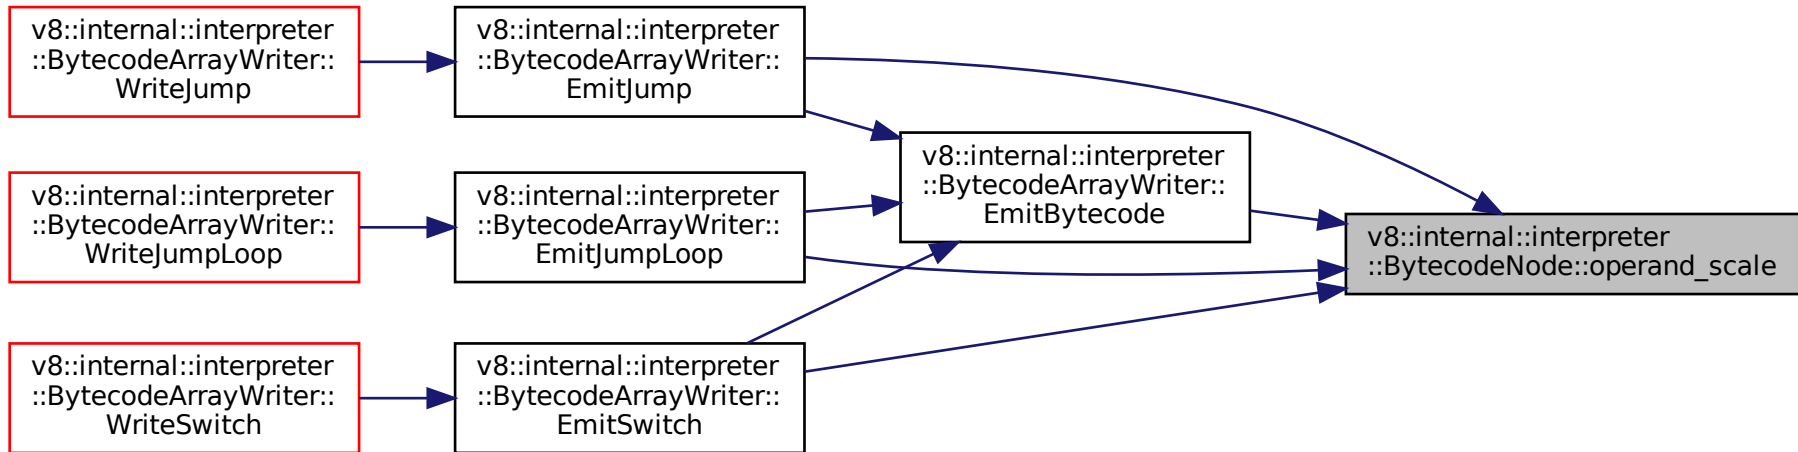 v8::internal::interpreter
::BytecodeArrayWriter::
WriteJump
v8::internal::interpreter
::BytecodeArrayWriter::
EmitJump
v8::internal::interpreter
::BytecodeArrayWriter::
EmitBytecode
v8::internal::interpreter
::BytecodeNode::operand_scale
v8::internal::interpreter
::BytecodeArrayWriter::
WriteJumpLoop
v8::internal::interpreter
::BytecodeArrayWriter::
EmitJumpLoop
v8::internal::interpreter
::BytecodeArrayWriter::
WriteSwitch
v8::internal::interpreter
::BytecodeArrayWriter::
EmitSwitch